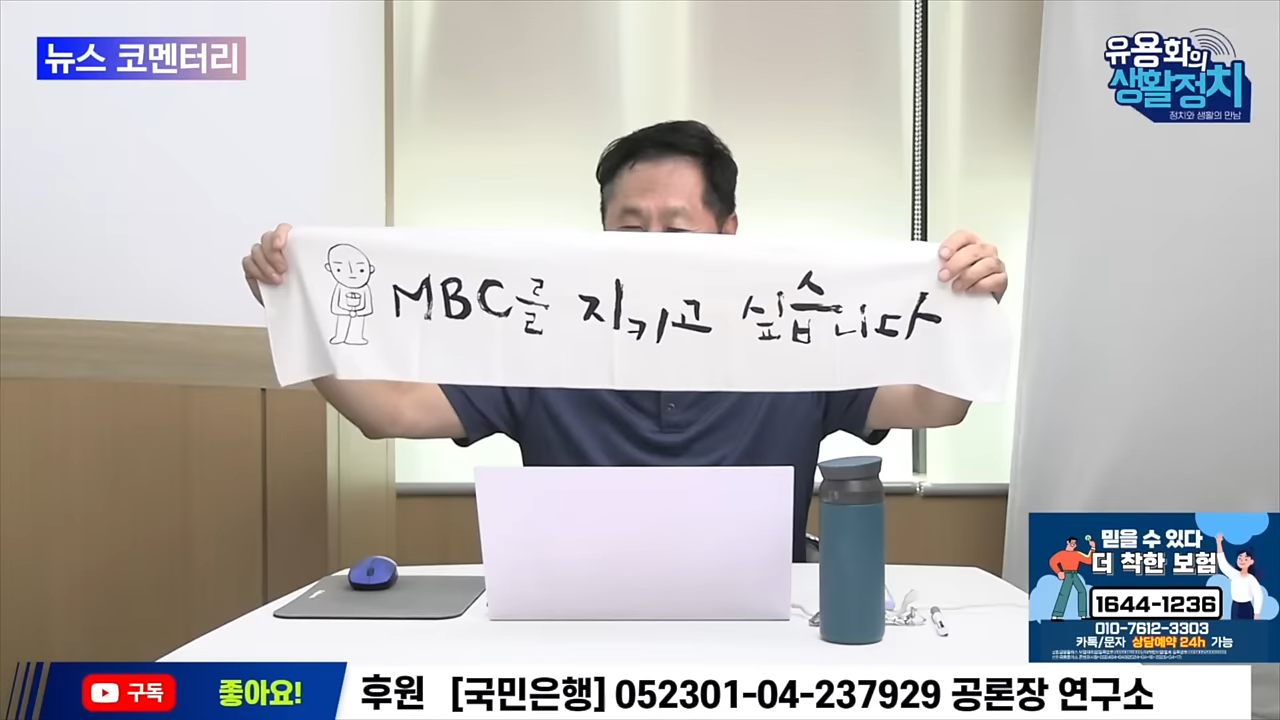 뉴스 코멘터리
유용화의
생활정치
정치와 생활의 만남
MBC를 지키고 싶습니다
믿을 수 있다
더 착한 보험
1644-1236
010-7612-3303
카톡/문자 상담예약 24h 가능
구독 좋아요! 후원 [국민은행] 052301-04-237929 공론장 연구소